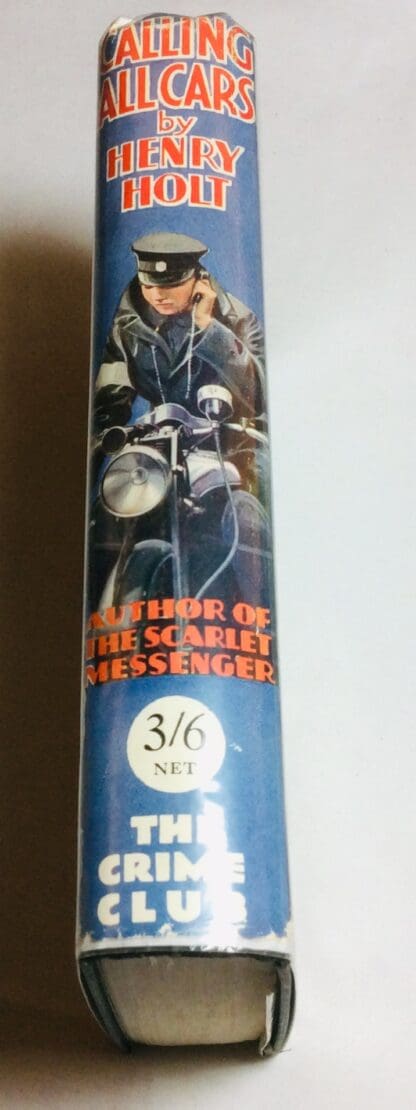 CALLING
ALL CARS
by
HENRY
HOLT
AUTHOR OF
THE SCARLET
MESSENGER
3/6
NET
THE
CRIME
CLUB